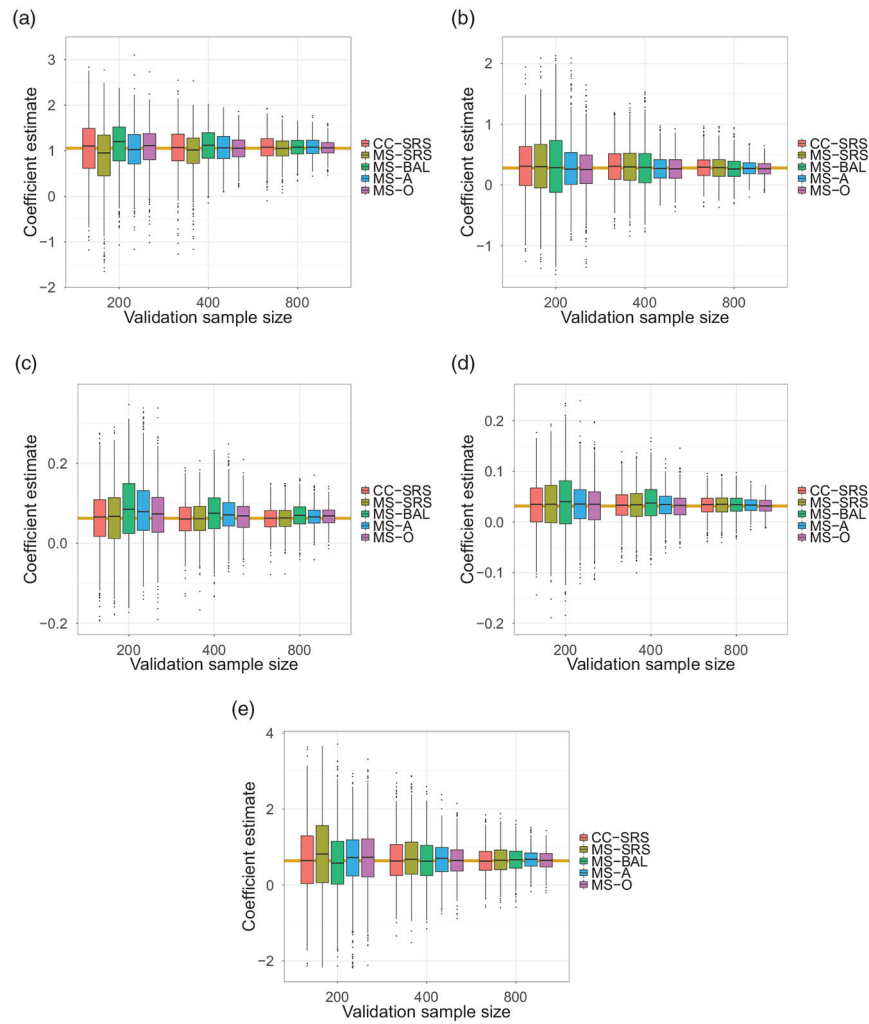 (a)
Coefficient estimate
3
2
1
0
−1
−2
200
400
800
Validation sample size
CC−SRS
MS−SRS
MS−BAL
MS−A
MS−O
(b)
Coefficient estimate
2
1
0
−1
200
400
800
Validation sample size
CC−SRS
MS−SRS
MS−BAL
MS−A
MS−O
(c)
Coefficient estimate
0.2
0.0
−0.2
200
400
800
Validation sample size
CC−SRS
MS−SRS
MS−BAL
MS−A
MS−O
(d)
Coefficient estimate
0.2
0.1
0.0
−0.1
−0.2
200
400
800
Validation sample size
CC−SRS
MS−SRS
MS−BAL
MS−A
MS−O
(e)
Coefficient estimate
4
2
0
−2
200
400
800
Validation sample size
CC−SRS
MS−SRS
MS−BAL
MS−A
MS−O